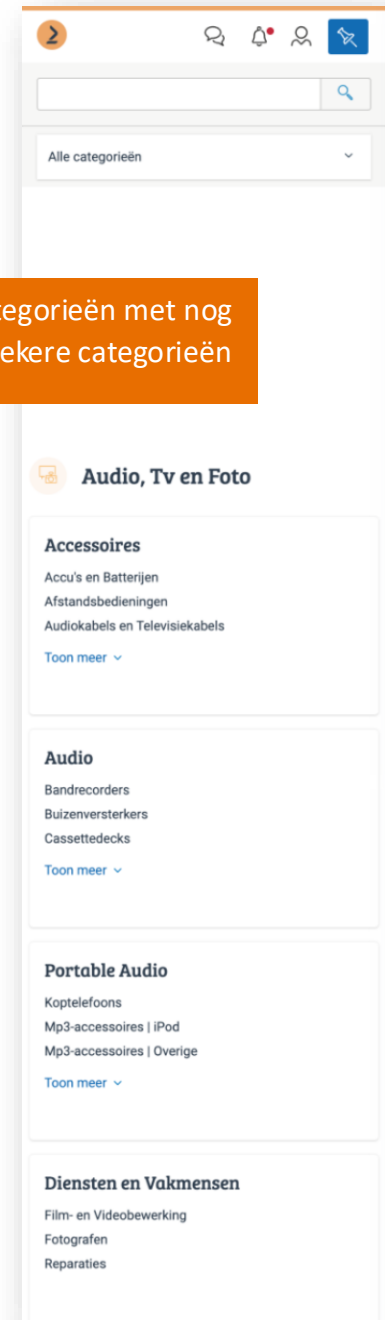 Alle categorieën
categorieën met nog
zekere categorieën
Audio, Tv en Foto
Accessoires
Accu's en Batterijen
Afstandsbedieningen
Audiokabels en Televisiekabels
Toon meer
Audio
Bandrecorders
Buizenversterkers
Cassettedecks
Toon meer
Portable Audio
Koptelefoons
Mp3-accessoires | iPod
Mp3-accessoires | Overige
Toon meer
Diensten en Vakmensen
Film- en Videobewerking
Fotografen
Reparaties